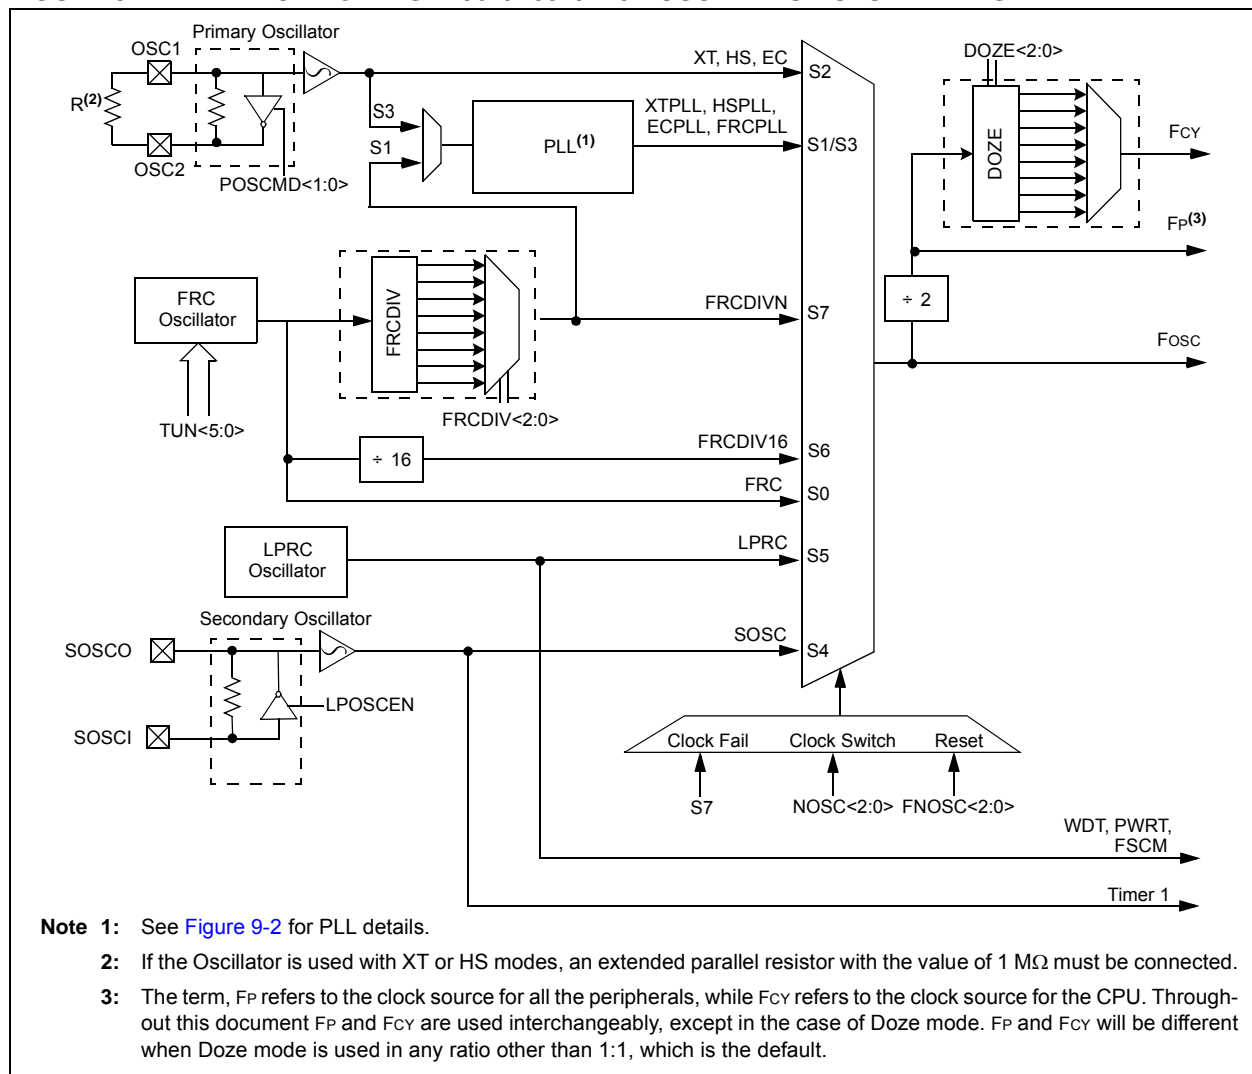 Primary Oscillator
OSC1
R(2)
OSC2
POSCMD<1:0>
S3
S1
PLL(1)
XT, HS, EC
XTPLL, HSPLL,
ECPLL, FRCPLL
S2
S1/S3
DOZE<2:0>
DOZE
FCY
FP(3)
÷ 2
FOSC
FRC
Oscillator
TUN<5:0>
FRCDIV
FRCDIV<2:0>
FRCDIVN
S7
÷ 16
FRCDIV16
S6
FRC
S0
LPRC
Oscillator
LPRC
S5
Secondary Oscillator
SOSCO
SOSCI
LPOSCEN
SOSC
S4
Clock Fail
Clock Switch
Reset
S7
NOSC<2:0>
FNOSC<2:0>
WDT, PWRT,
FSCM
Timer 1
Note 1: See Figure 9-2 for PLL details.
2: If the Oscillator is used with XT or HS modes, an extended parallel resistor with the value of 1 MΩ must be connected.
3: The term, FP refers to the clock source for all the peripherals, while FCY refers to the clock source for the CPU. Through-
out this document FP and FCY are used interchangeably, except in the case of Doze mode. FP and FCY will be different
when Doze mode is used in any ratio other than 1:1, which is the default.